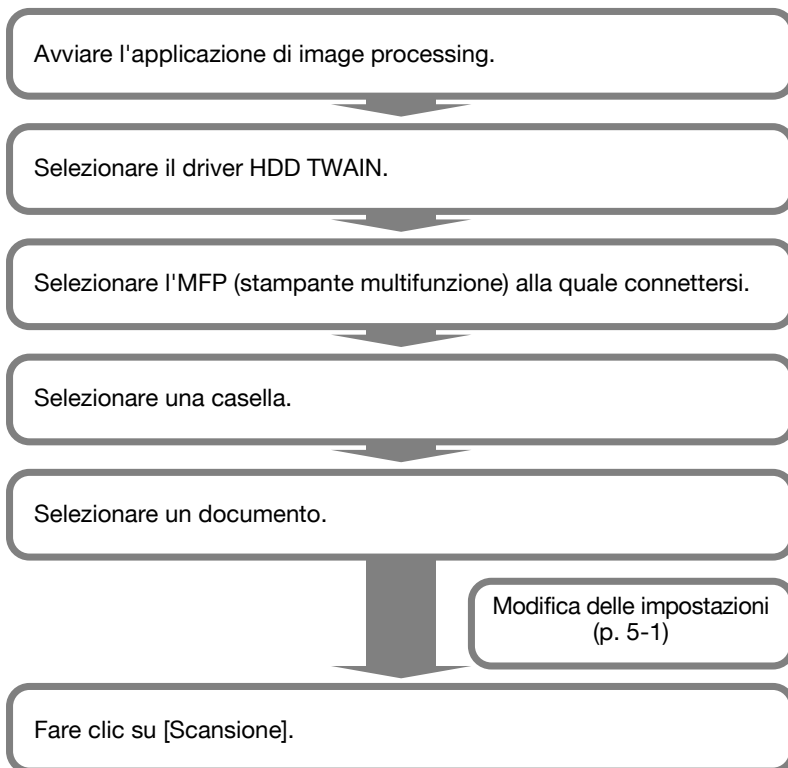 Avviare l'applicazione di image processing.
Selezionare il driver HDD TWAIN.
Selezionare l'MFP (stampante multifunzione) alla quale connettersi.
Selezionare una casella.
Selezionare un documento.
Modifica delle impostazioni
(p. 5-1)
Fare clic su [Scansione].